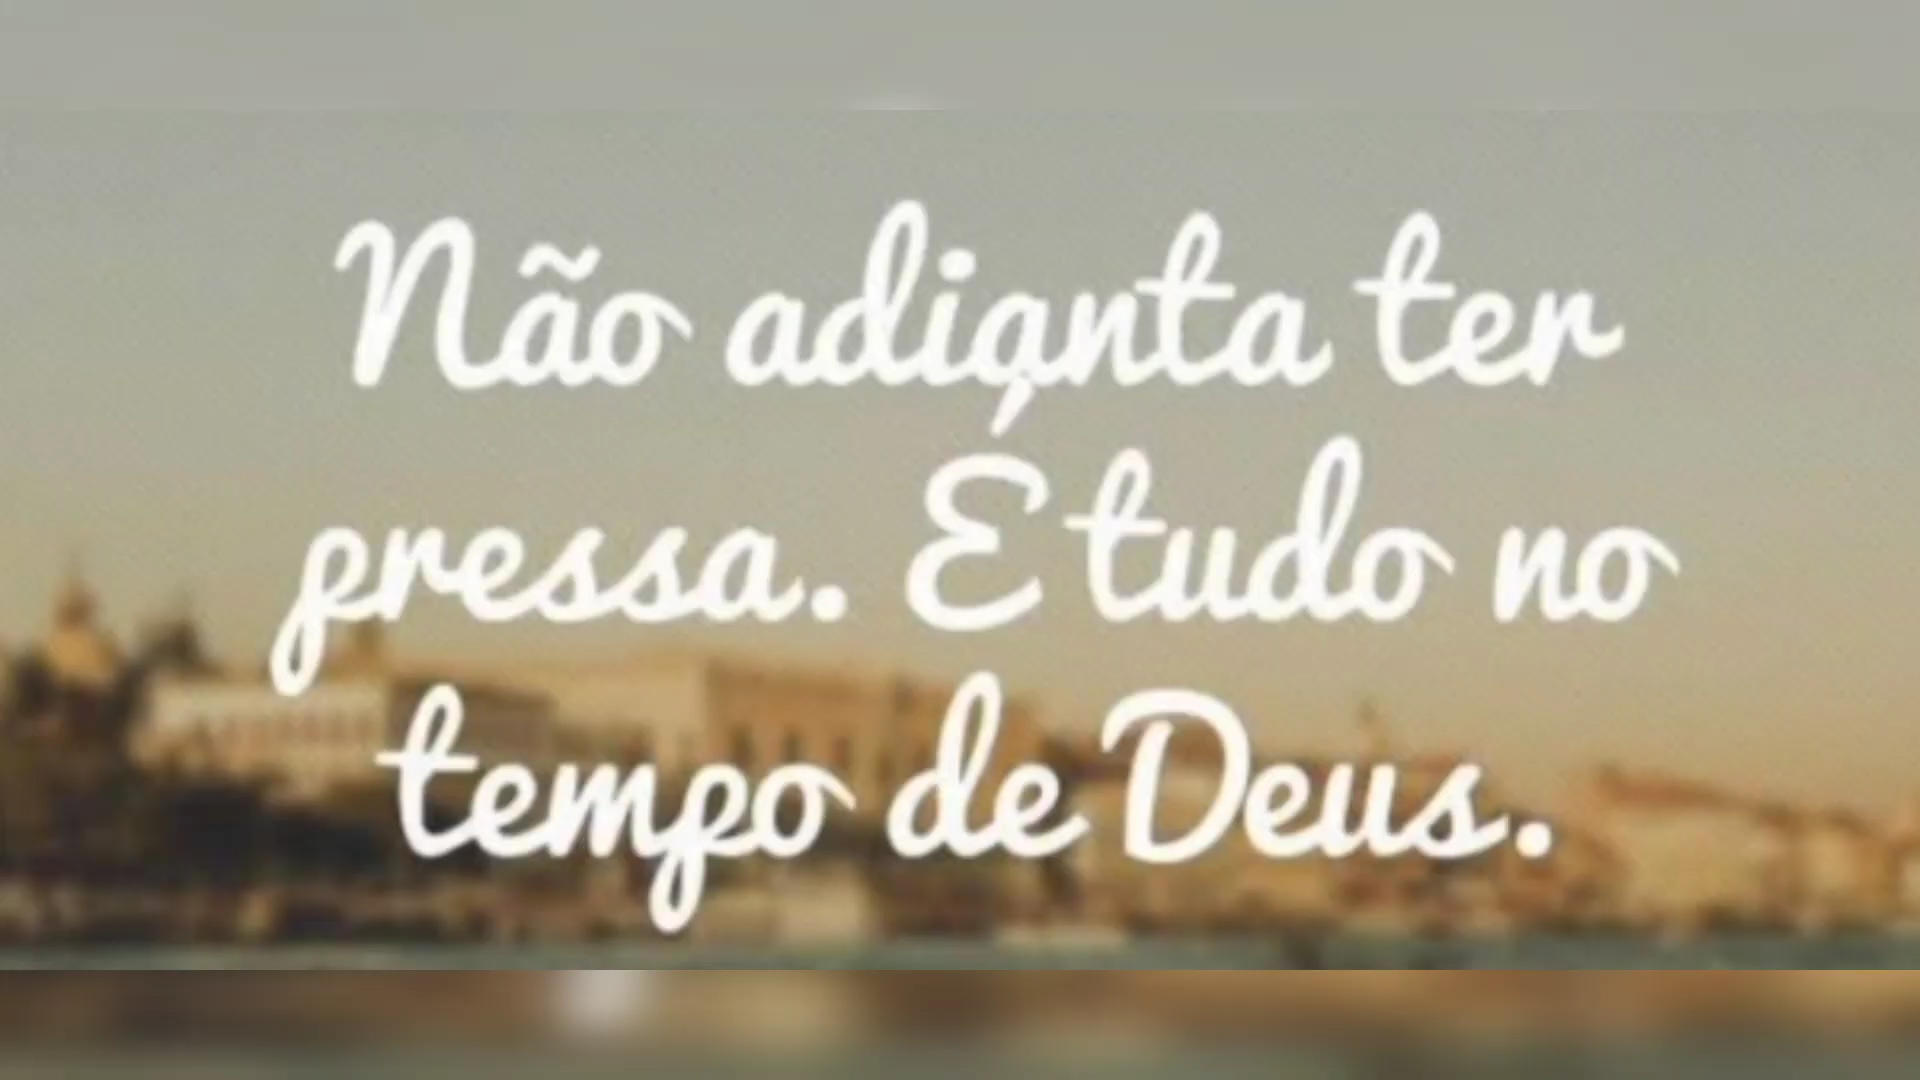 Não adianta ter
pressa. É tudo no
tempo de Deus.